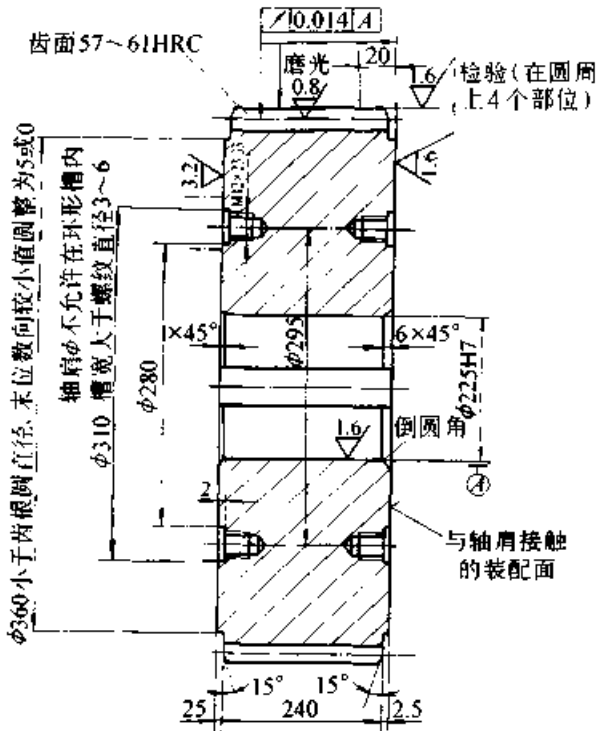 ↗ 0.014 A
齿面57～61HRC
磨光
20
0.8
1.6
检验(在圆周
上4个部位)
3.2
1.6
φ360小于齿根圆直径,末位数向较小值圆整为5或0
轴肩φ不允许在环形槽内
φ310 槽宽大于螺纹直径3～6
φ280
φ295
×45°
6×45°
φ225H7
1.6
倒圆角
A
2
与轴肩接触
的装配面
15°
15°
25
240
2.5